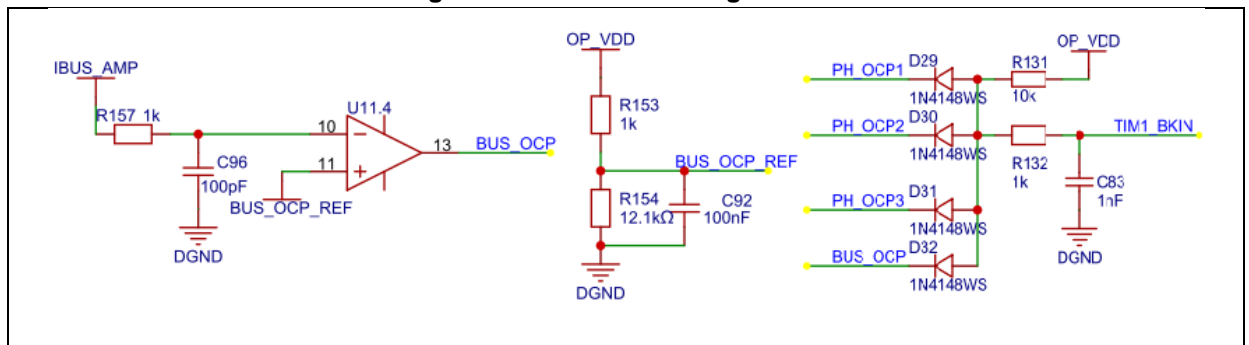 IBUS_AMP
R157 1k
C96
100pF
DGND
U11.4
10
11
13
BUS_OCP
BUS_OCP_REF
OP_VDD
R153
1k
BUS_OCP_REF
R154
12.1kΩ
C92
100nF
DGND
PH_OCP1
D29
1N4148WS
PH_OCP2
D30
1N4148WS
PH_OCP3
D31
1N4148WS
BUS_OCP
D32
1N4148WS
OP_VDD
R131
10k
R132
1k
TIM1_BKIN
C83
1nF
DGND